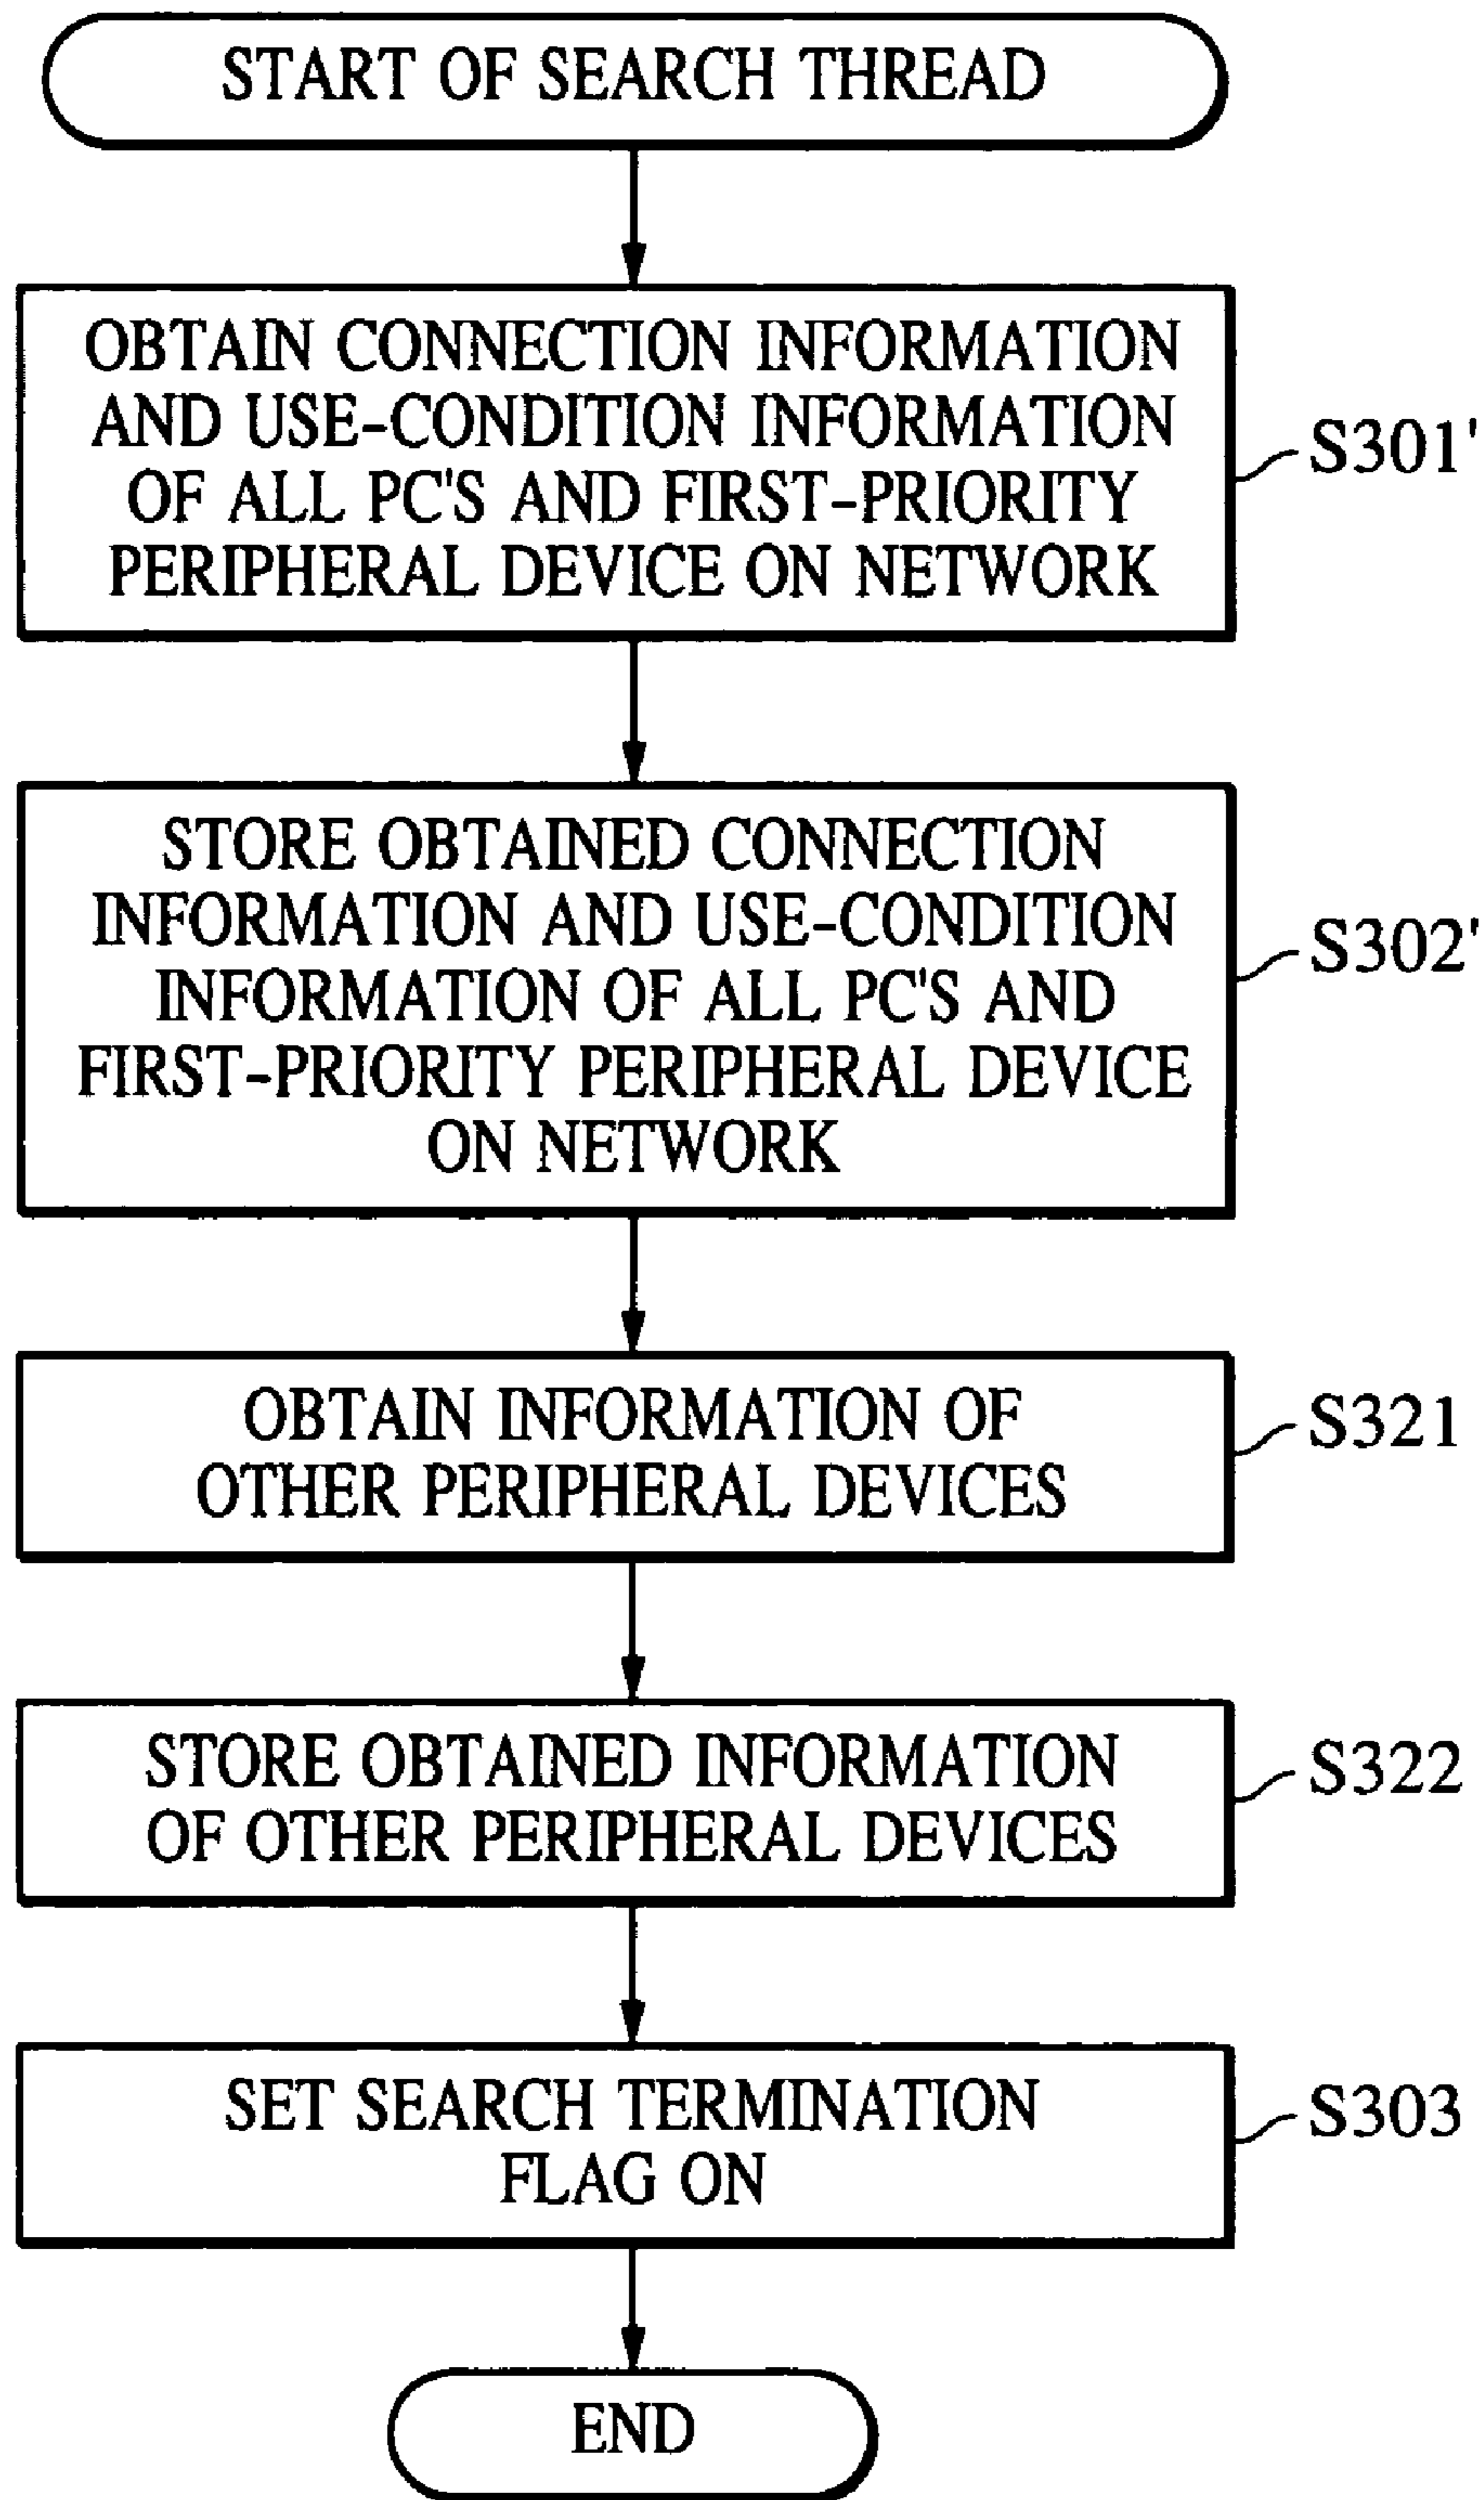 START OF SEARCH THREAD
OBTAIN CONNECTION INFORMATION
AND USE-CONDITION INFORMATION
OF ALL PC'S AND FIRST-PRIORITY
PERIPHERAL DEVICE ON NETWORK
S301'
STORE OBTAINED CONNECTION
INFORMATION AND USE-CONDITION
INFORMATION OF ALL PC'S AND
FIRST-PRIORITY PERIPHERAL DEVICE
ON NETWORK
S302'
OBTAIN INFORMATION OF
OTHER PERIPHERAL DEVICES
S321
STORE OBTAINED INFORMATION
OF OTHER PERIPHERAL DEVICES
S322
SET SEARCH TERMINATION
FLAG ON
S303
END